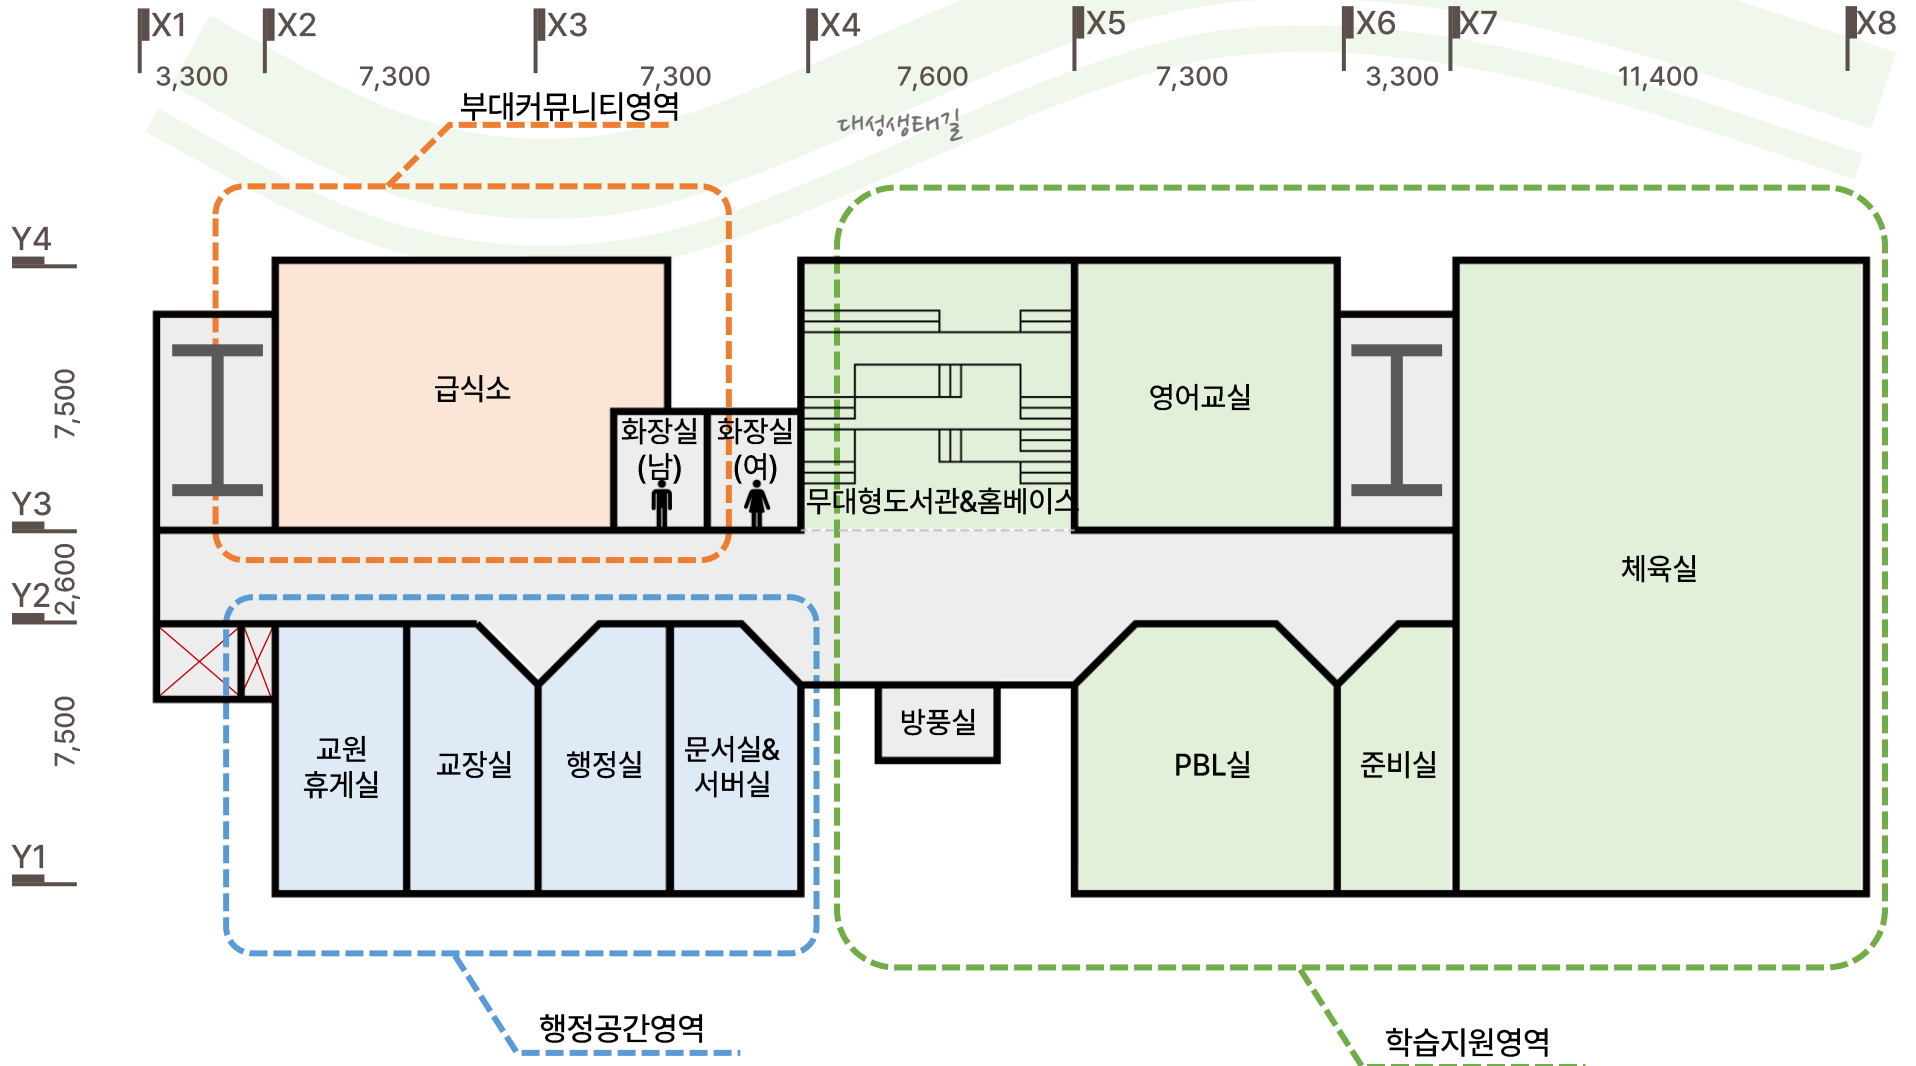 X1 X2 X3 X4 X5 X6 X7 X8
3,300 7,300 7,300 7,600 7,300 3,300 11,400
부대커뮤니티영역
대성생태길
Y4
7,500
급식소
영어교실
화장실
(남)
화장실
(여)
무대형도서관&홈베이스
Y3
2,600
체육실
Y2
7,500
교원
휴게실
교장실
행정실
문서실&
서버실
방풍실
PBL실
준비실
Y1
행정공간영역
학습지원영역